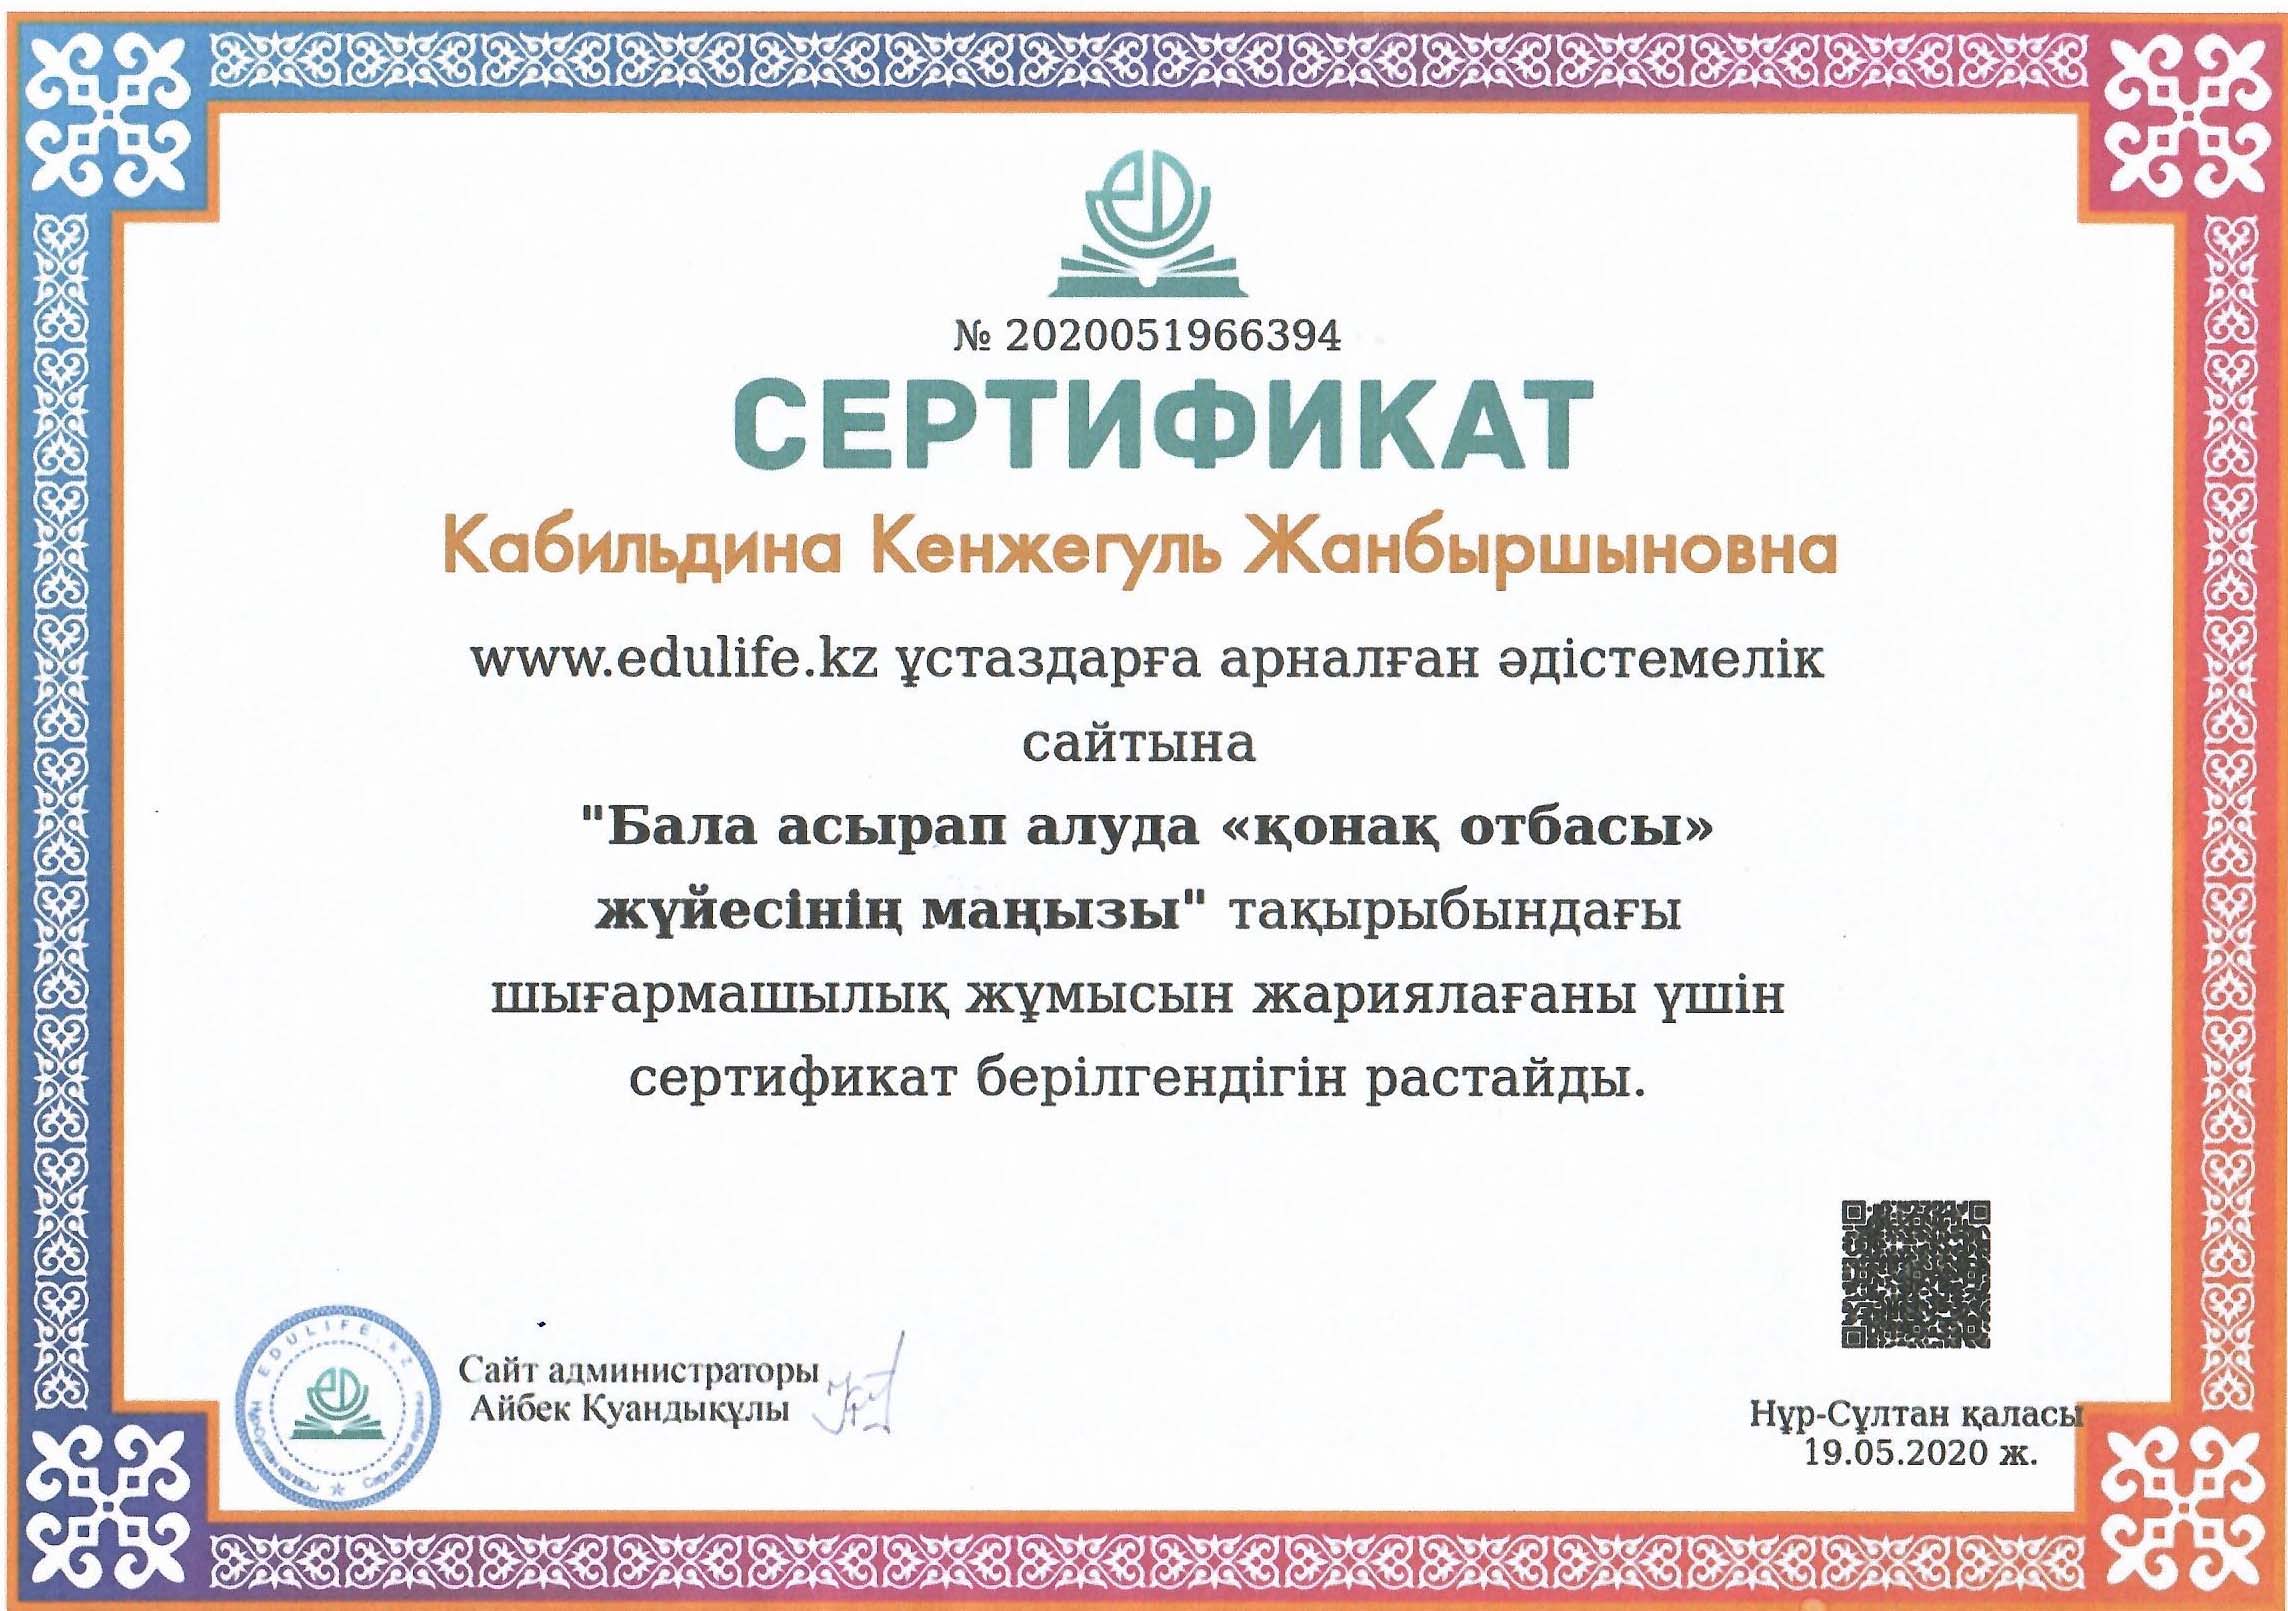 № 2020051966394
СЕРТИФИКАТ
Кабильдина Кенжегуль Жанбыршыновна
www.edulife.kz ұстаздарға арналған әдістемелік
сайтына
"Бала асырап алуда «қонақ отбасы»
жүйесінің маңызы" тақырыбындағы
шығармашылық жұмысын жариялағаны үшін
сертификат берілгендігін растайды.
EDULIFE.KZ
Сайт администраторы
Айбек Қуандықұлы
Нұр-Сұлтан қаласы
19.05.2020 ж.